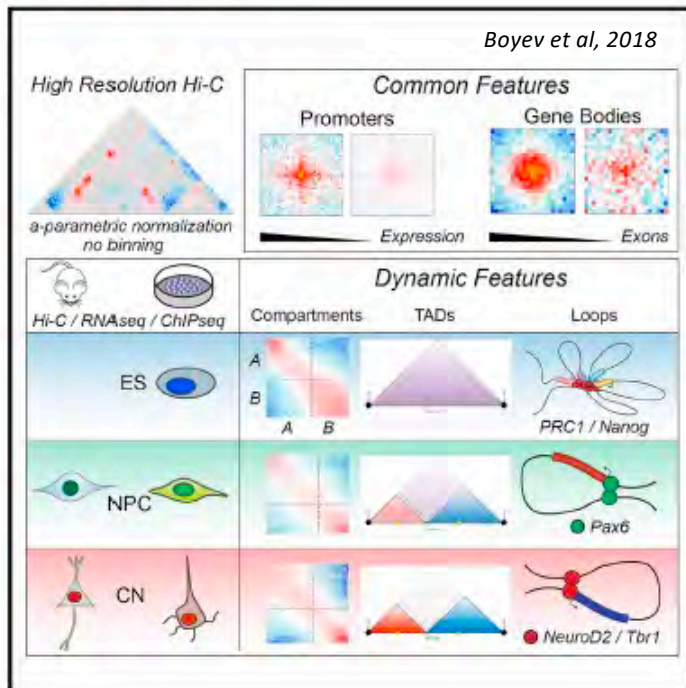 Boyev et al, 2018
High Resolution Hi-C
a-parametric normalization
no binning
Common Features
Promoters
Gene Bodies
Expression
Exons
Hi-C / RNAseq / ChIPseq
Dynamic Features
Compartments
TADs
Loops
ES
A
B
A
B
PRC1 / Nanog
NPC
Pax6
CN
NeuroD2 / Tbr1